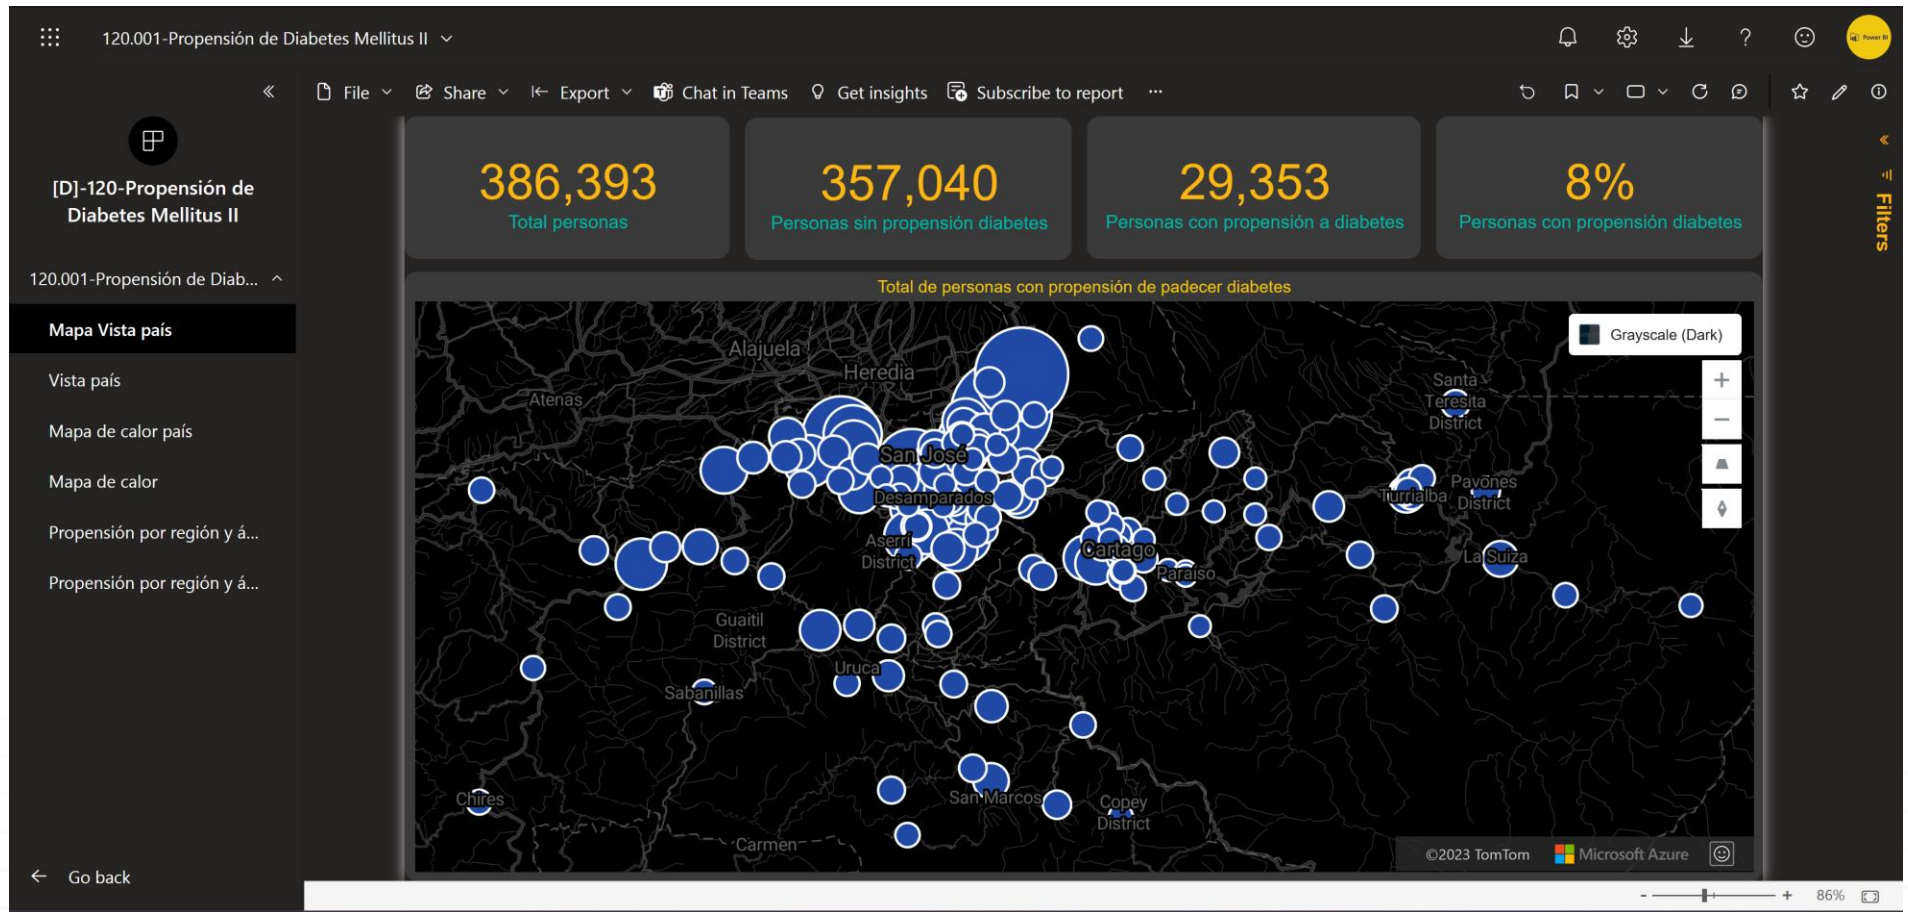 120.001-Propensión de Diabetes Mellitus II
?
Power BI
File
Share
Export
Chat in Teams
Get insights
Subscribe to report
...
[D]-120-Propensión de
Diabetes Mellitus II
120.001-Propensión de Diab...
Mapa Vista país
Vista país
Mapa de calor país
Mapa de calor
Propensión por región y á...
Propensión por región y á...
Go back
386,393
Total personas
357,040
Personas sin propensión diabetes
29,353
Personas con propensión a diabetes
8%
Personas con propensión diabetes
Filters
Total de personas con propensión de padecer diabetes
Grayscale (Dark)
Alajuela
Heredia
Atenas
Santa
Teresita
District
San José
Desamparados
Turrialba
Pavones
District
Aserrí
District
Cartago
Paraíso
La Suiza
Guaitil
District
Uruca
Sabanillas
Chires
San Marcos
Copey
District
Carmen
©2023 TomTom
Microsoft Azure
- + 86%